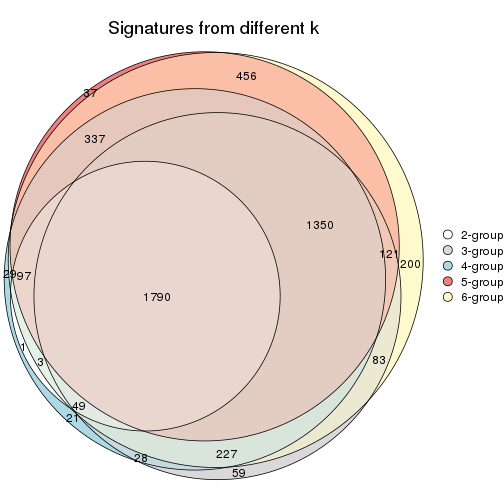 Signatures from different k
456
37
337
1350
121
200
2997
1790
1
3
83
49
21
227
28
59
2-group
3-group
4-group
5-group
6-group